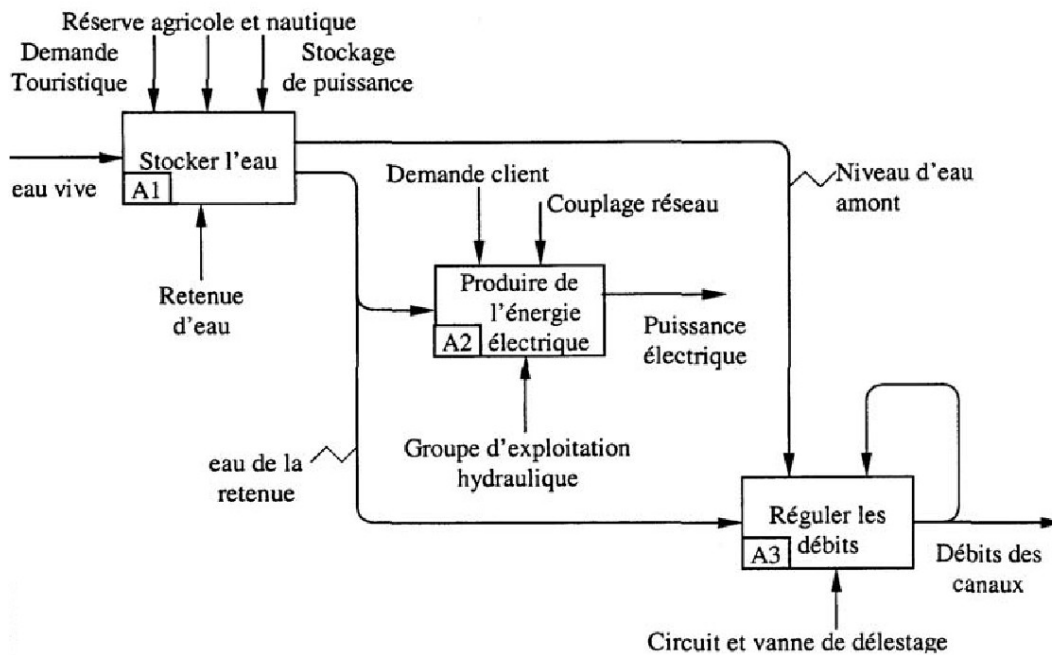 Réserve agricole et nautique
Demande
Touristique
Stockage
de puissance
Stocker l'eau
A1
eau vive
Retenue
d'eau
Demande client
Couplage réseau
Niveau d'eau
amont
Produire de
l'énergie
électrique
A2
Puissance
électrique
Groupe d'exploitation
hydraulique
eau de la
retenue
Réguler les
débits
A3
Débits des
canaux
Circuit et vanne de délestage